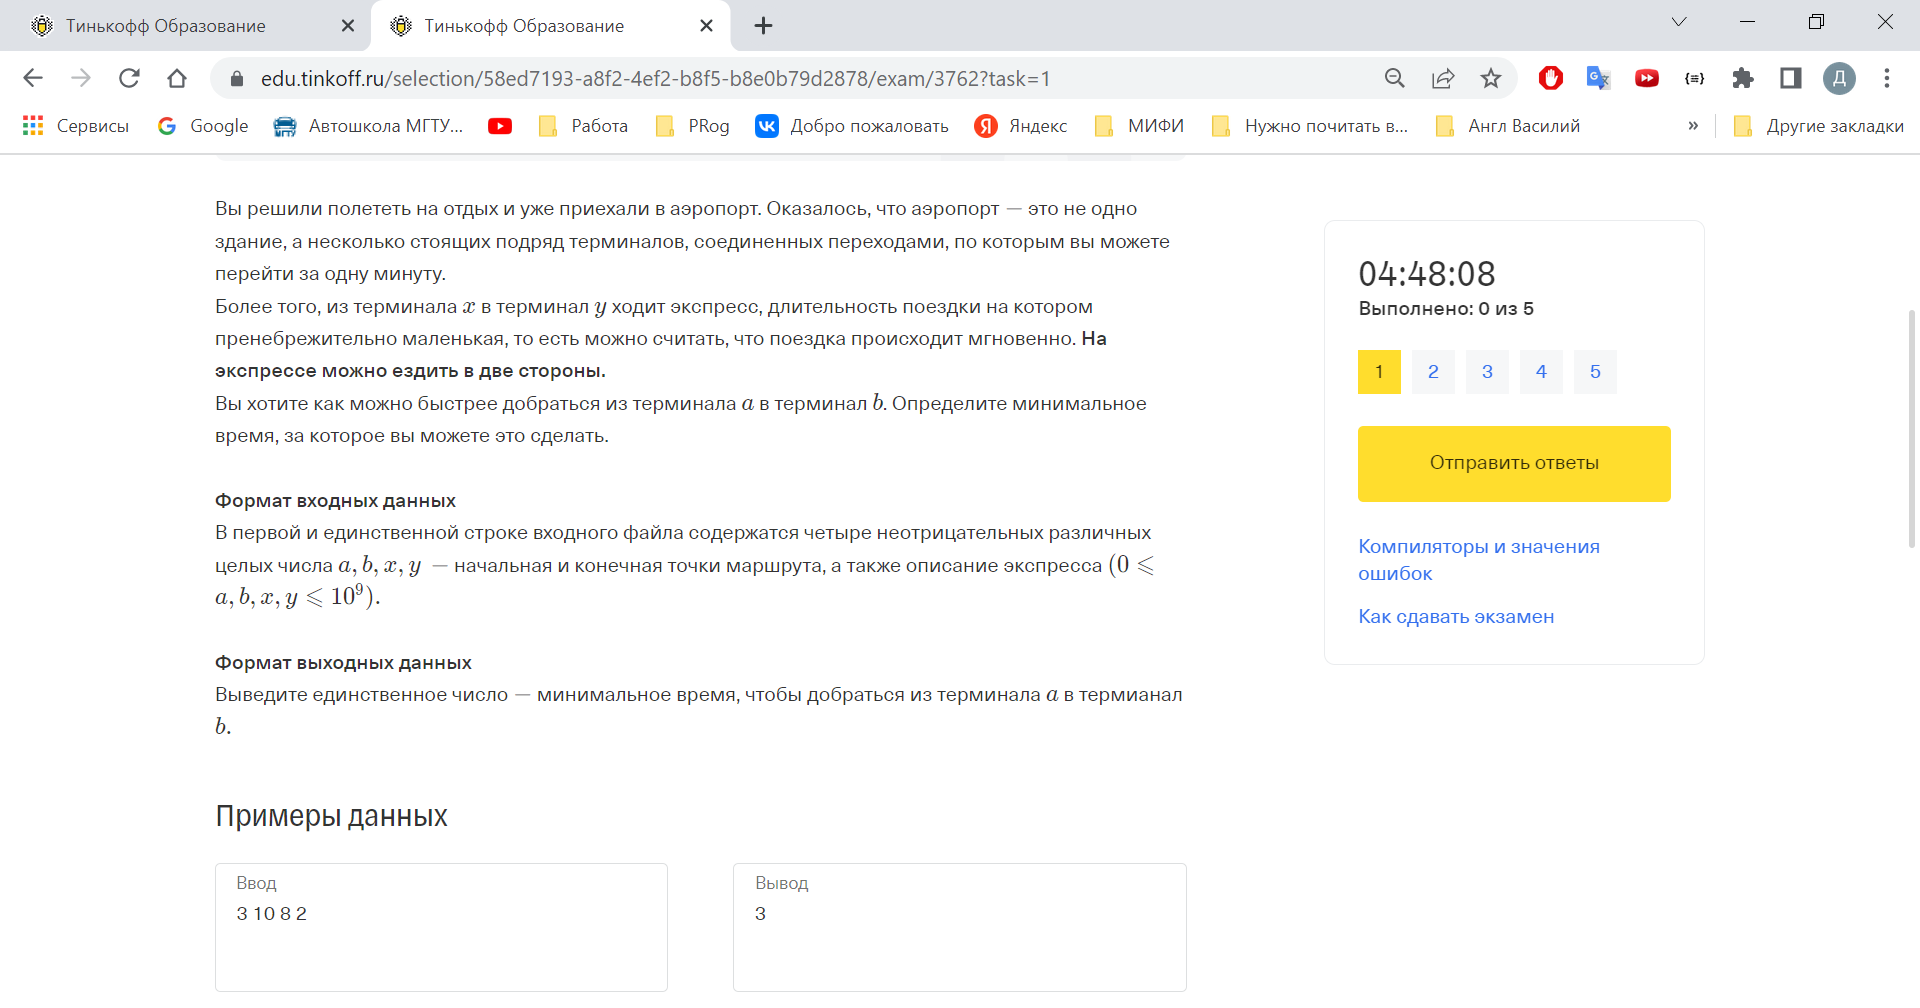 Тинькофф Образование
Тинькофф Образование
edu.tinkoff.ru/selection/58ed7193-a8f2-4ef2-b8f5-b8e0b79d2878/exam/3762?task=1
Д
Сервисы
Google
Автошкола МГТУ...
Работа
PRog
Добро пожаловать
Яндекс
МИФИ
Нужно почитать в...
Англ Василий
»
Другие закладки
Вы решили полететь на отдых и уже приехали в аэропорт. Оказалось, что аэропорт — это не одно
здание, а несколько стоящих подряд терминалов, соединенных переходами, по которым вы можете
перейти за одну минуту.
Более того, из терминала x в терминал y ходит экспресс, длительность поездки на котором
пренебрежительно маленькая, то есть можно считать, что поездка происходит мгновенно. На
экспрессе можно ездить в две стороны.
Вы хотите как можно быстрее добраться из терминала a в терминал b. Определите минимальное
время, за которое вы можете это сделать.
Формат входных данных
В первой и единственной строке входного файла содержатся четыре неотрицательных различных
целых числа a, b, x, y — начальная и конечная точки маршрута, а также описание экспресса (0 ⩽
a, b, x, y ⩽ 10⁹).
Формат выходных данных
Выведите единственное число — минимальное время, чтобы добраться из терминала a в термианал
b.
Примеры данных
Ввод
3 10 8 2
Вывод
3
04:48:08
Выполнено: 0 из 5
1 2 3 4 5
Отправить ответы
Компиляторы и значения
ошибок
Как сдавать экзамен